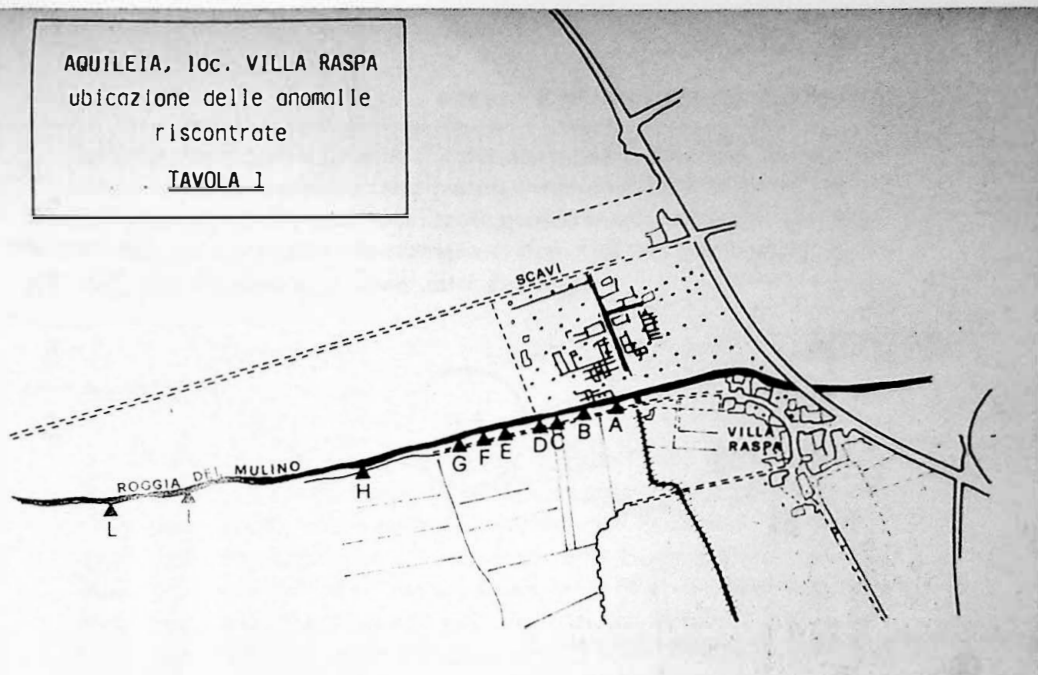 AQUILEIA, loc. VILLA RASPA
ubicazione delle anomalie
riscontrate
TAVOLA 1
SCAVI
VILLA
RASPA
A
B
C
D
E
F
G
H
I
L
ROGGIA DEL MULINO